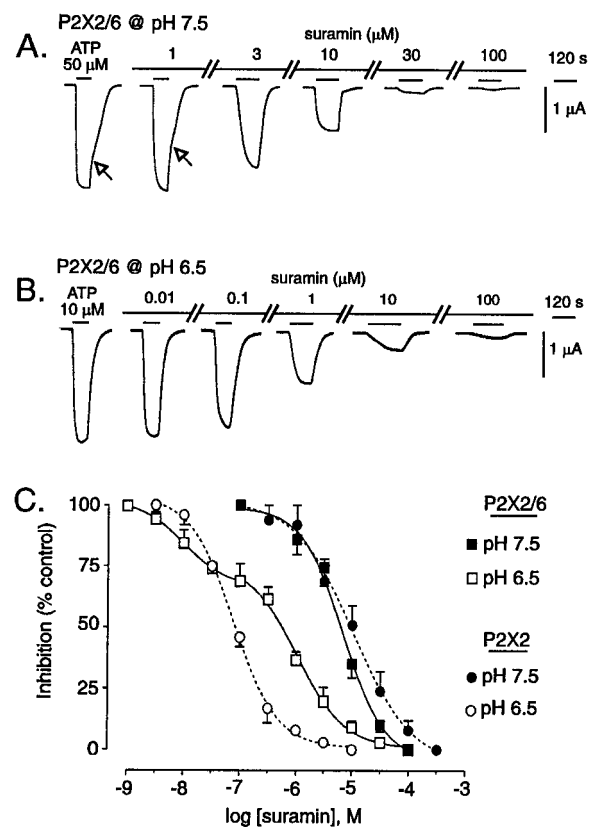 A.
P2X2/6 @ pH 7.5
suramin (µM)
ATP
50 µM
1 3 10 30 100
120 s
1 µA
B.
P2X2/6 @ pH 6.5
suramin (µM)
ATP
10 µM
0.01 0.1 1 10 100
120 s
1 µA
C.
Inhibition (% control)
100
75
50
25
0
-9 -8 -7 -6 -5 -4 -3
log [suramin], M
P2X2/6
pH 7.5
pH 6.5
P2X2
pH 7.5
pH 6.5